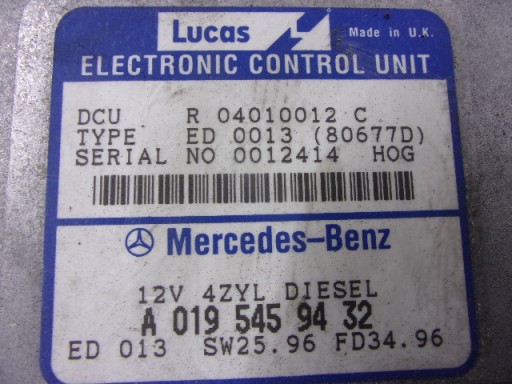 Lucas Made in U.K.
ELECTRONIC CONTROL UNIT
DCU R 04010012 C
TYPE ED 0013 (80677D)
SERIAL NO 0012414 HOG
Mercedes-Benz
12V 4ZYL DIESEL
A 019 545 94 32
ED 013 SW25.96 FD34.96